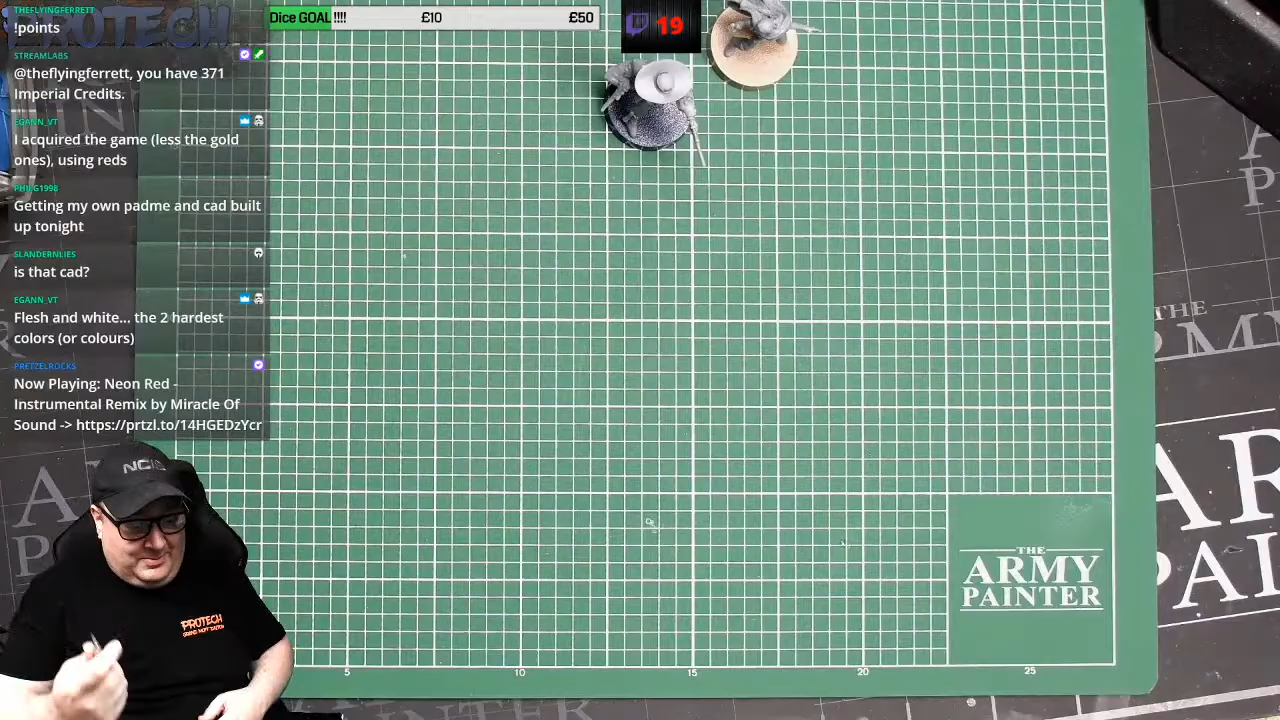 PROTECH
THEFLYINGFERRETT
!points
STREAMLABS
@theflyingferrett, you have 371
Imperial Credits.
EGANN_VT
I acquired the game (less the gold
ones), using reds
PHILG1998
Getting my own padme and cad built
up tonight
SLANDERNLIES
is that cad?
EGANN_VT
Flesh and white... the 2 hardest
colors (or colours)
PRETZELROCKS
Now Playing: Neon Red -
Instrumental Remix by Miracle Of
Sound -> https://prtzl.to/14HGEDzYcr
Dice GOAL !!!! £10 £50
19
NCIS
PROTECH
THE
ARMY
PAINTER
5 10 15 20 25
THE